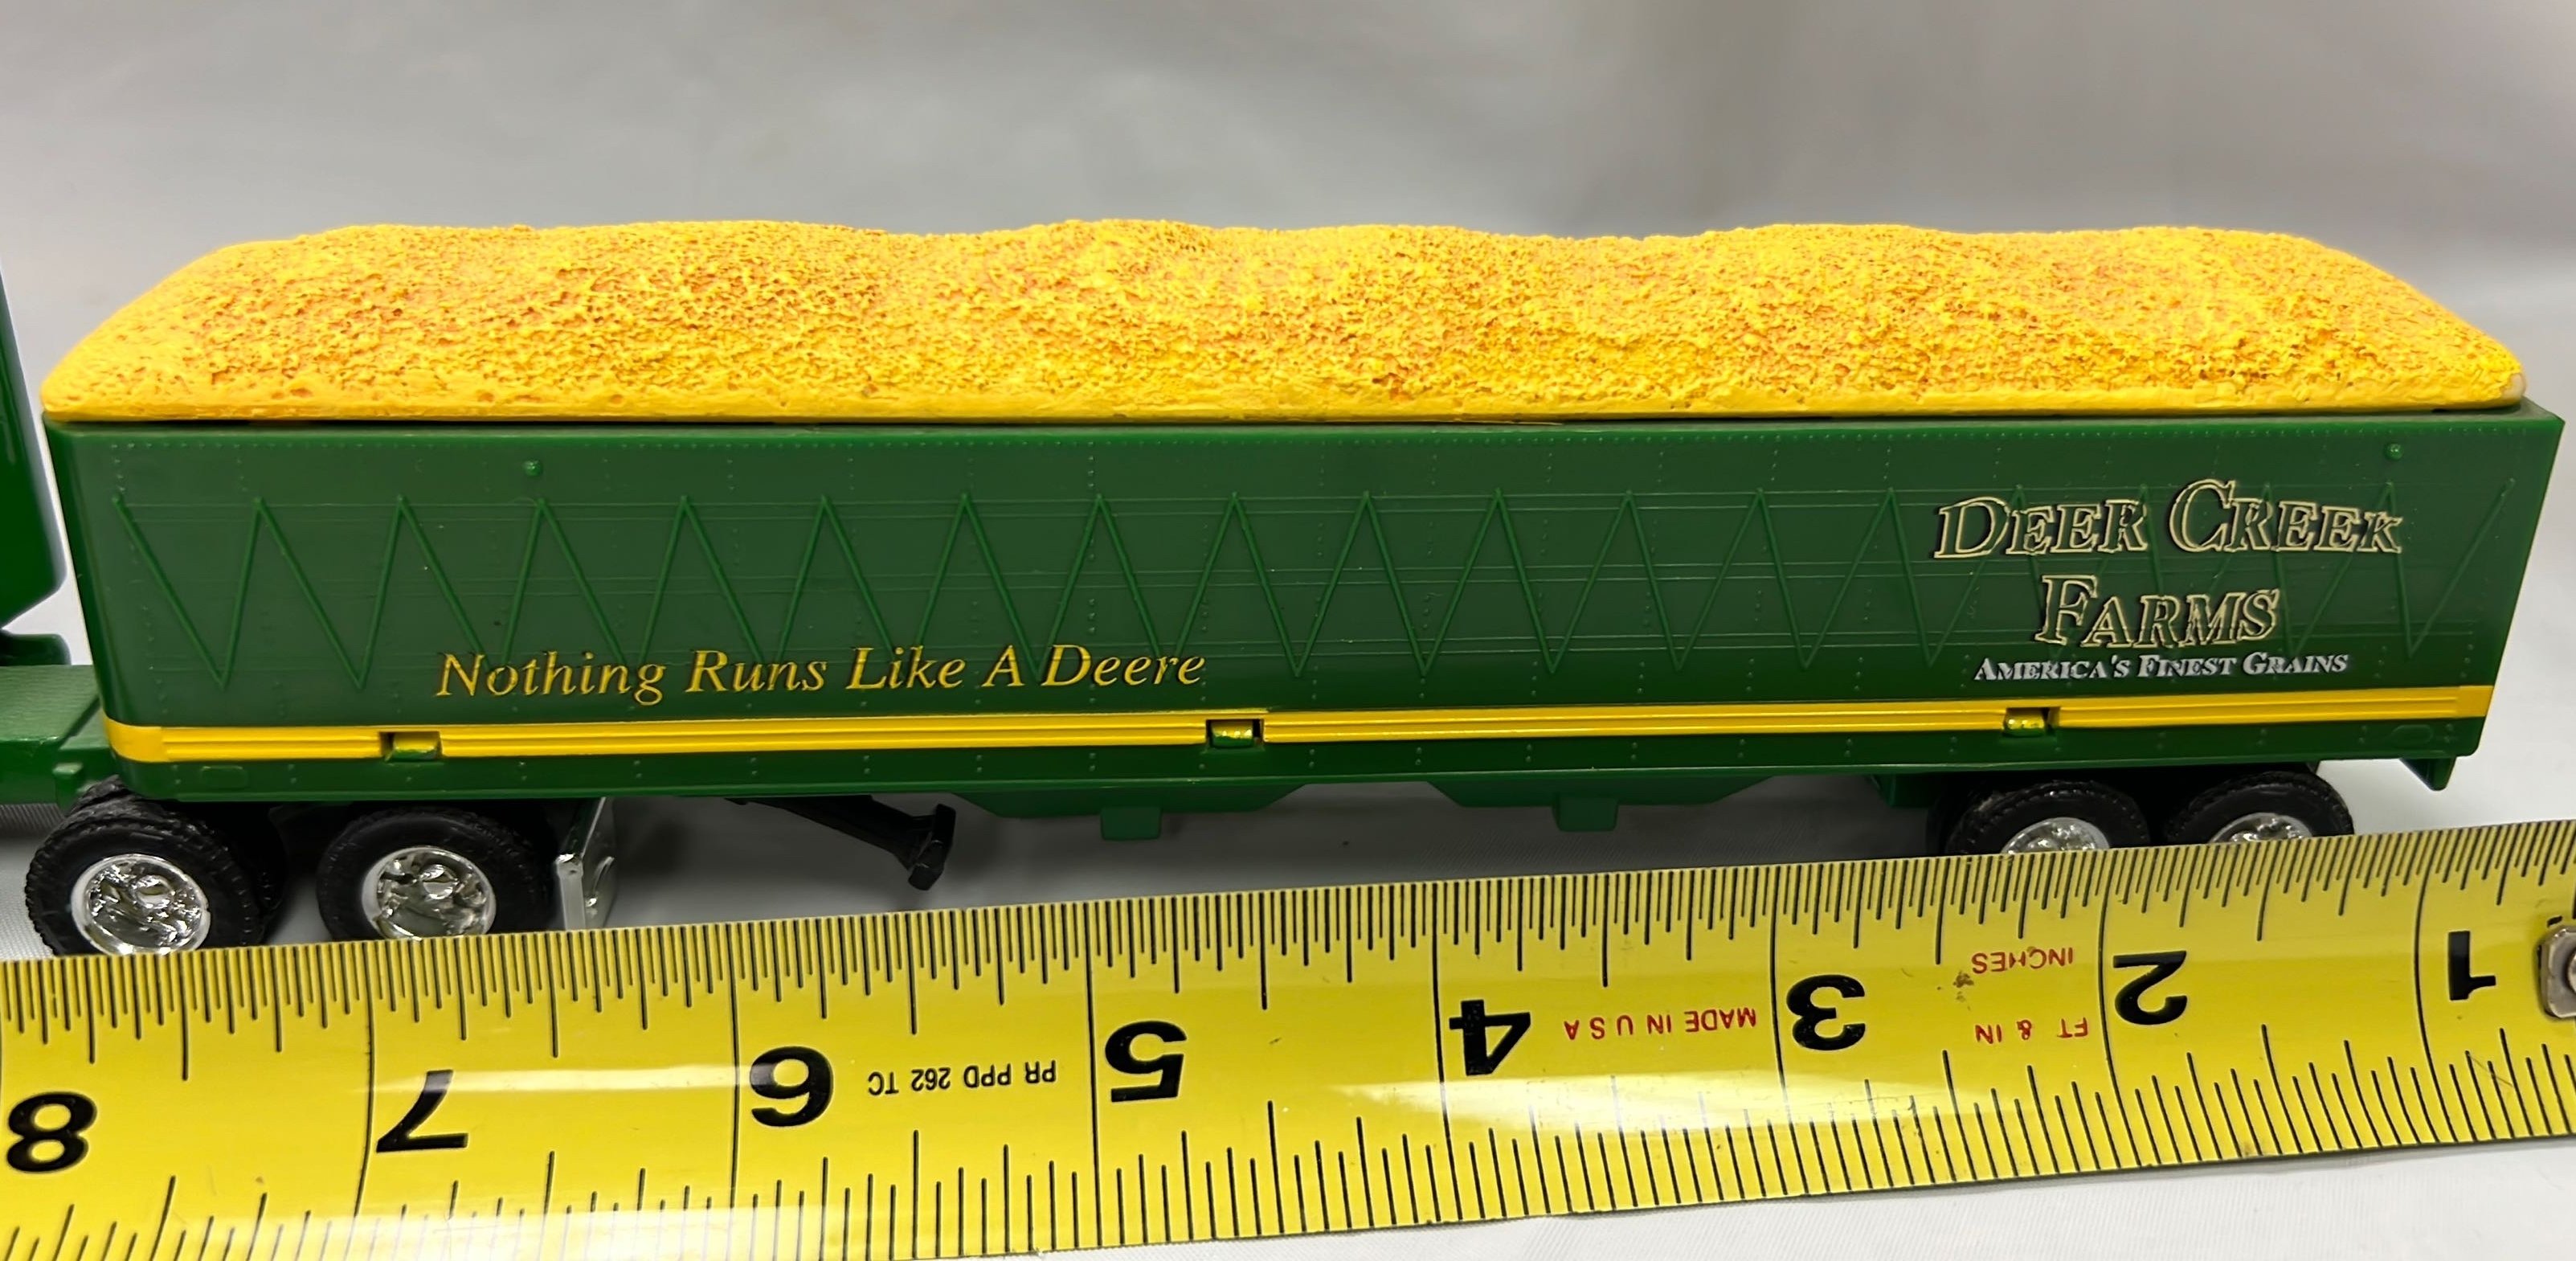 DEER CREEK
FARMS
AMERICA'S FINEST GRAINS
Nothing Runs Like A Deere
1
2
INCHES
FT & IN
3
MADE IN U S A
4
5
PR PPD 262 TC
6
7
8